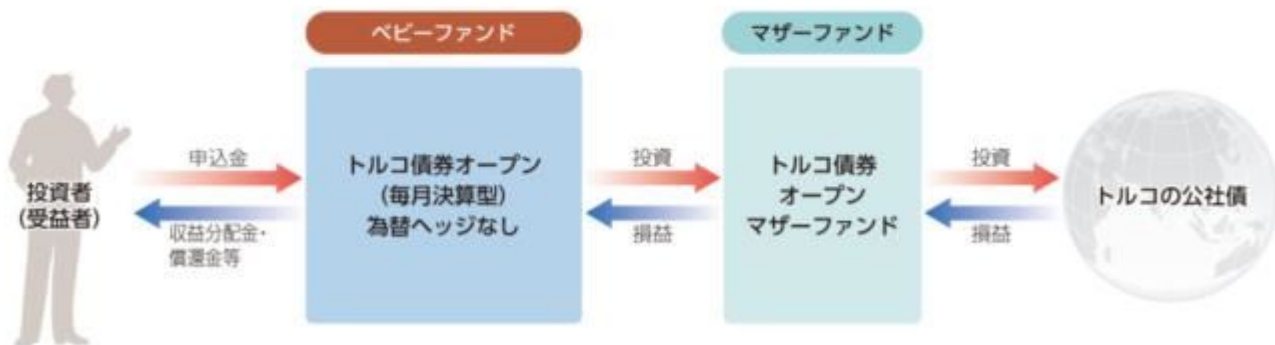 ベビーファンド
マザーファンド
投資者
(受益者)
申込金
収益分配金・
償還金等
トルコ債券オープン
(毎月決算型)
為替ヘッジなし
投資
損益
トルコ債券
オープン
マザーファンド
投資
損益
トルコの公社債